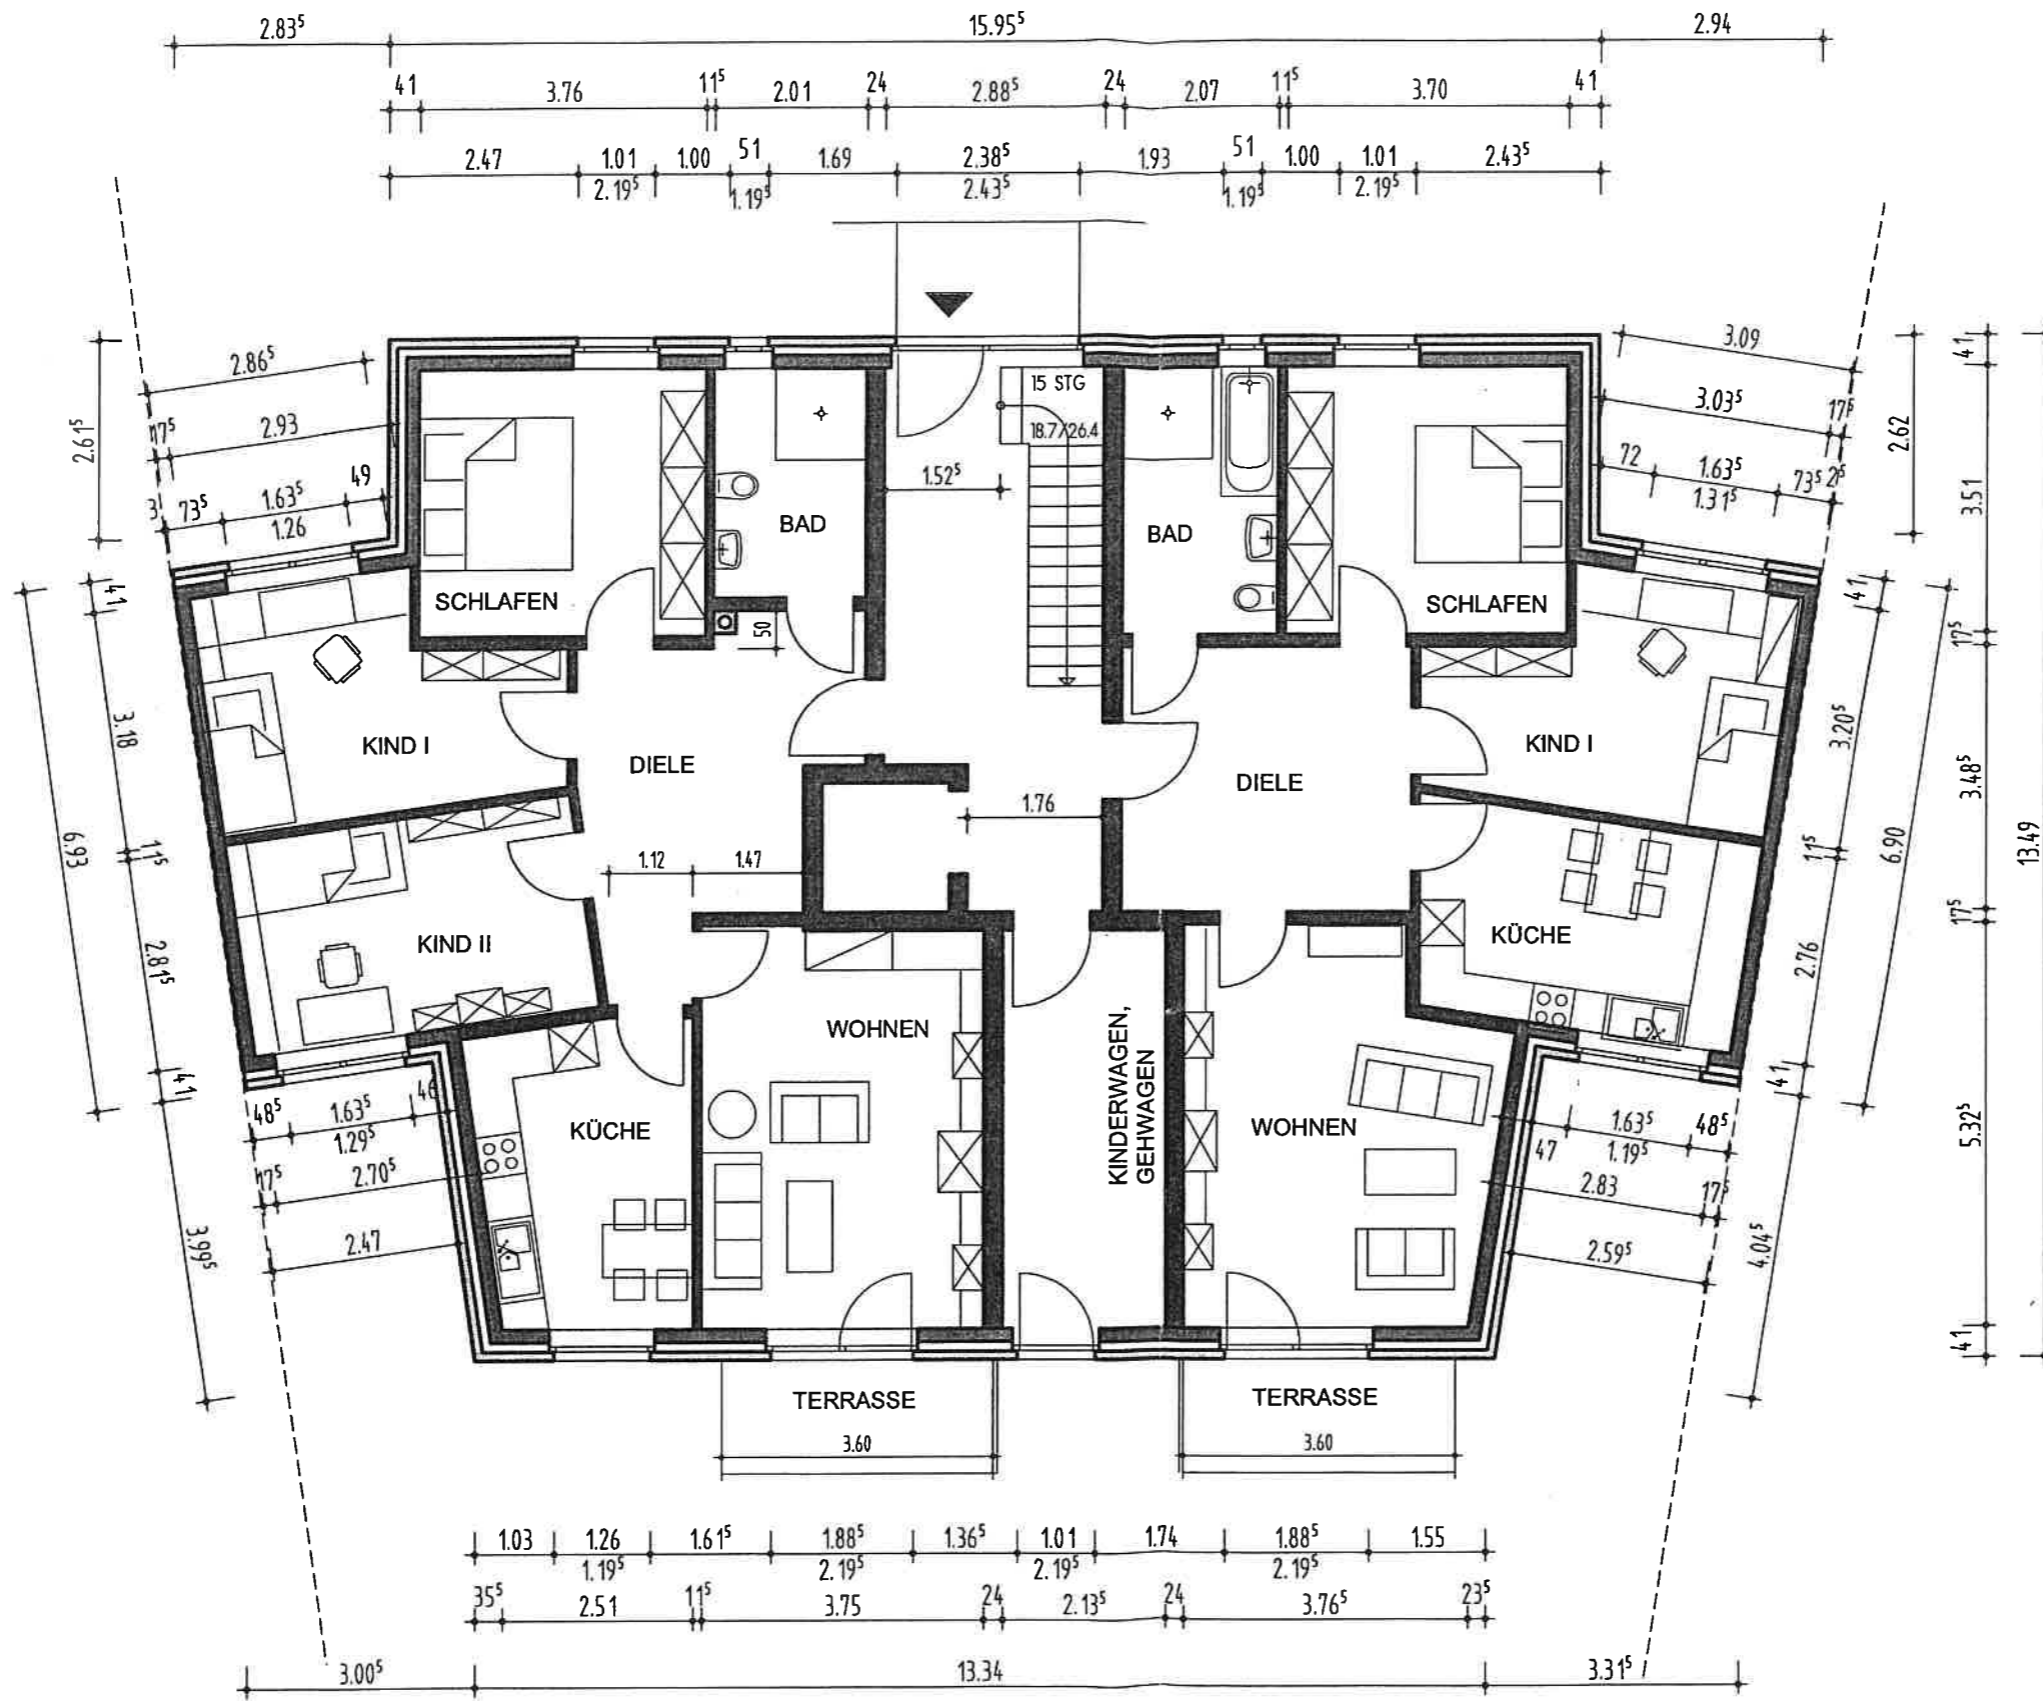 2.83⁵ 15.95⁵ 2.94
41 3.76 11⁵ 2.01 24 2.88⁵ 24 2.07 11⁵ 3.70 41
2.47 1.01 1.00 51 1.69 2.38⁵ 1.93 51 1.00 1.01 2.43⁵
2.19⁵ 1.19⁵ 2.43⁵ 1.19⁵ 2.19⁵
2.86⁵
2.93
17⁵
49
1.63⁵
73⁵
3
1.26
2.61⁵
3.09
3.03⁵
17⁵
72 1.63⁵ 73⁵ 2⁵
1.31⁵
2.62
41
3.51
17⁵
3.48⁵
17⁵
5.32⁵
41
13.49
15 STG
18.7/26.4
1.52⁵
BAD
BAD
SCHLAFEN
SCHLAFEN
50
41
3.18
11⁵
2.81⁵
41
6.93
3.99⁵
41
3.20⁵
11⁵
2.76
41
6.90
4.04⁵
KIND I
DIELE
DIELE
KIND I
1.76
1.12 1.47
KIND II
KÜCHE
WOHNEN
KINDERWAGEN,
GEHWAGEN
KÜCHE
WOHNEN
48⁵ 1.63⁵ 46
1.29⁵
17⁵ 2.70⁵
2.47
47 1.63⁵ 48⁵
1.19⁵
2.83 17⁵
2.59⁵
TERRASSE
TERRASSE
3.60
3.60
1.03 1.26 1.61⁵ 1.88⁵ 1.36⁵ 1.01 1.74 1.88⁵ 1.55
1.19⁵ 2.19⁵ 2.19⁵ 2.19⁵
35⁵ 2.51 11⁵ 3.75 24 2.13⁵ 24 3.76⁵ 23⁵
3.00⁵ 13.34 3.31⁵